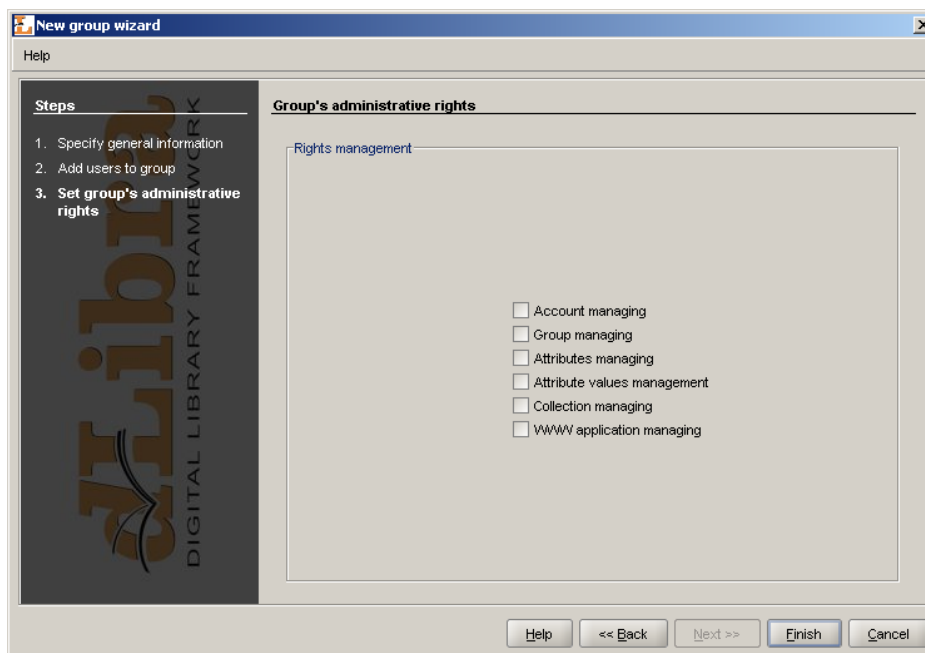 New group wizard
Help
Steps
1. Specify general information
2. Add users to group
3. Set group's administrative
rights
dLibra
DIGITAL LIBRARY FRAMEWORK
Group's administrative rights
Rights management
Account managing
Group managing
Attributes managing
Attribute values management
Collection managing
WWW application managing
Help
<< Back
Next >>
Finish
Cancel